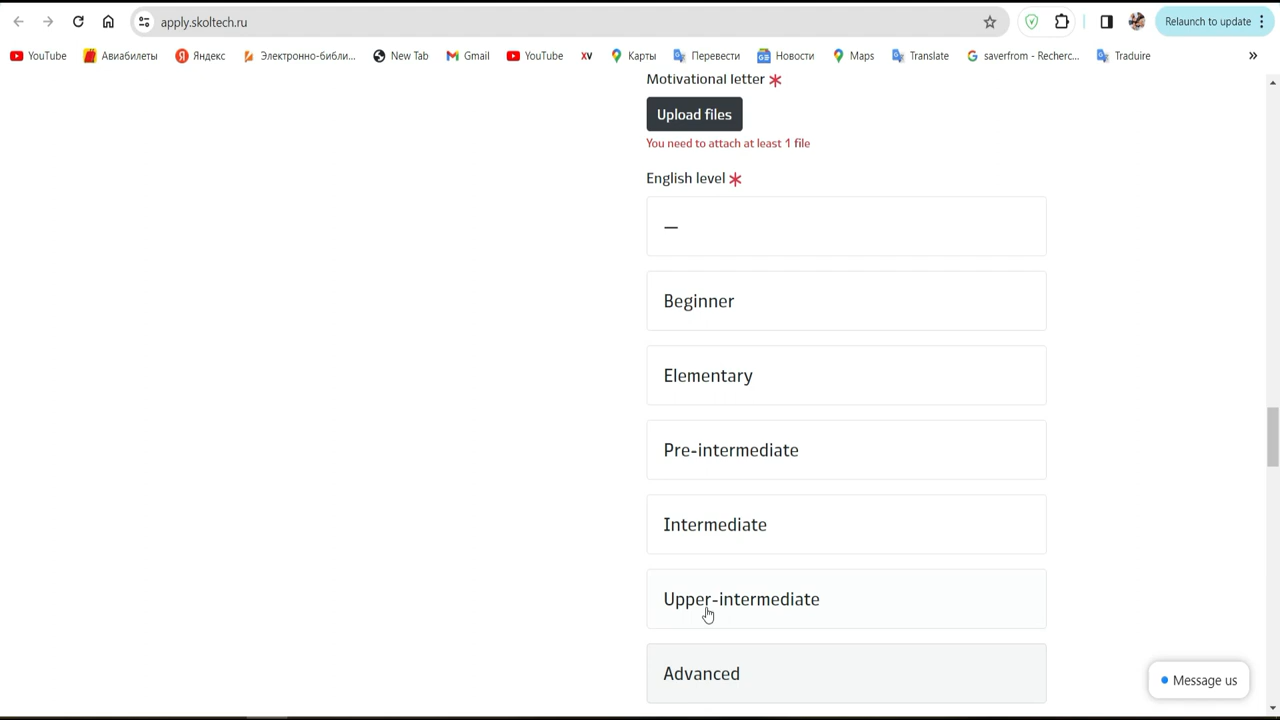 apply.skoltech.ru
Relaunch to update
YouTube Авиабилеты Яндекс Электронно-библи... New Tab Gmail YouTube XV Карты Перевести Новости Maps Translate saverfrom - Recherc... Traduire »
Motivational letter *
Upload files
You need to attach at least 1 file
English level *
—
Beginner
Elementary
Pre-intermediate
Intermediate
Upper-intermediate
Advanced
Message us